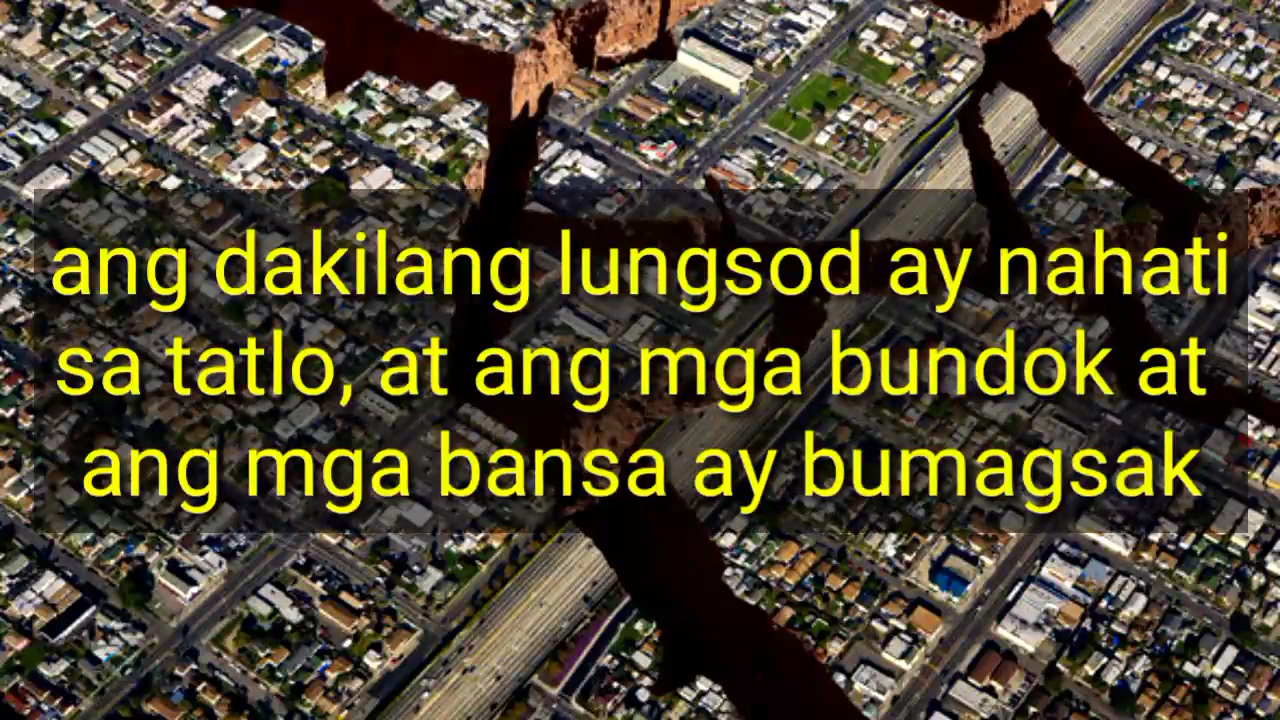 ang dakilang lungsod ay nahati
sa tatlo, at ang mga bundok at
ang mga bansa ay bumagsak